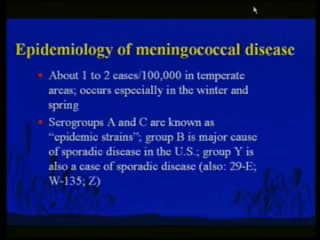 Epidemiology of meningococcal disease
• About 1 to 2 cases/100,000 in temperate
areas; occurs especially in the winter and
spring
• Serogroups A and C are known as
“epidemic strains”; group B is major cause
of sporadic disease in the U.S.; group Y is
also a case of sporadic disease (also: 29-E;
W-135; Z)